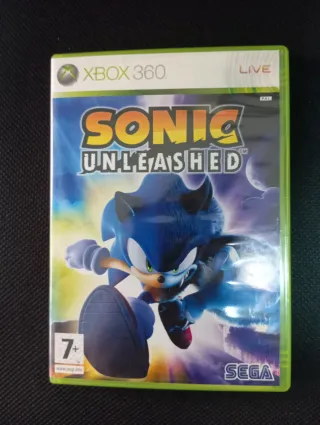 XBOX 360
LIVE
SONIC
UNLEASHED
7+
SEGA